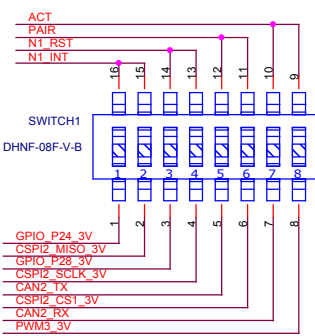 ACT
PAIR
N1_RST
N1_INT
16 15 14 13 12 11 10 9
SWITCH1
DHNF-08F-V-B
1 2 3 4 5 6 7 8
1 2 3 4 5 6 7 8
GPIO_P24_3V
CSPI2_MISO_3V
GPIO_P28_3V
CSPI2_SCLK_3V
CAN2_TX
CSPI2_CS1_3V
CAN2_RX
PWM3_3V